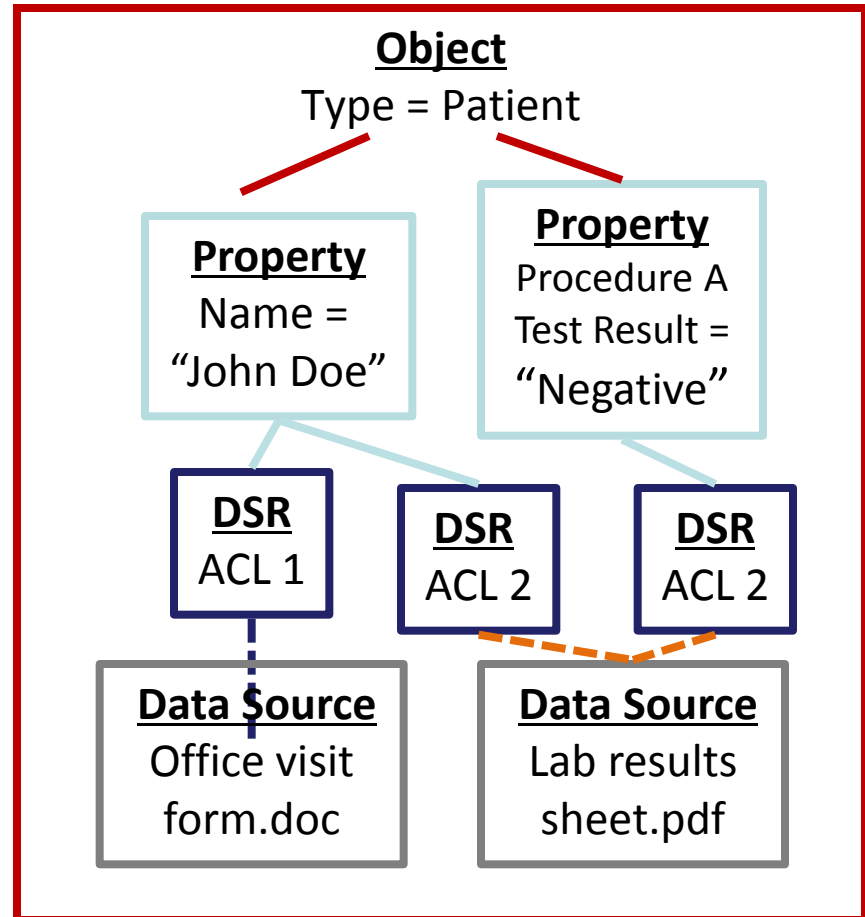 Object
Type = Patient
Property
Name =
“John Doe”
Property
Procedure A
Test Result =
“Negative”
DSR
ACL 1
DSR
ACL 2
DSR
ACL 2
Data Source
Office visit
form.doc
Data Source
Lab results
sheet.pdf